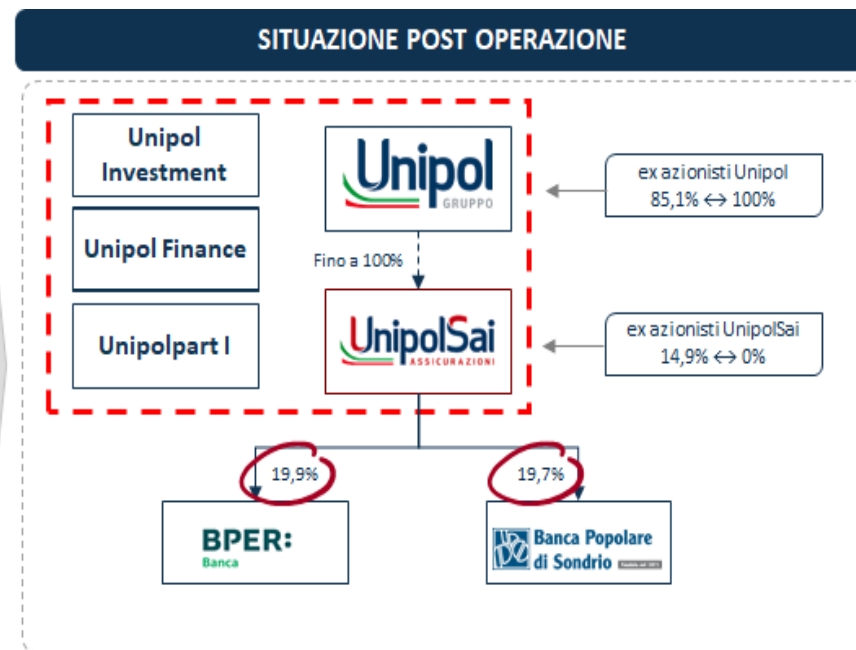 SITUAZIONE POST OPERAZIONE
Unipol
Investment
Unipol
GRUPPO
ex azionisti Unipol
85,1% ↔ 100%
Unipol Finance
Fino a 100%
Unipolpart I
UnipolSai
ASSICURAZIONI
ex azionisti UnipolSai
14,9% ↔ 0%
19,9%
19,7%
BPER:
Banca
Banca Popolare
di Sondrio